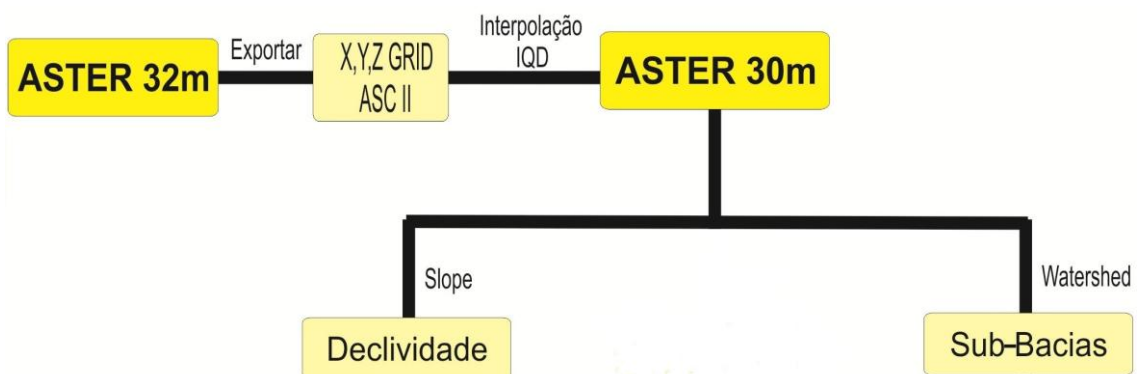 ASTER 32m
Exportar
X,Y,Z GRID
ASC II
Interpolação
IQD
ASTER 30m
Slope
Watershed
Declividade
Sub-Bacias